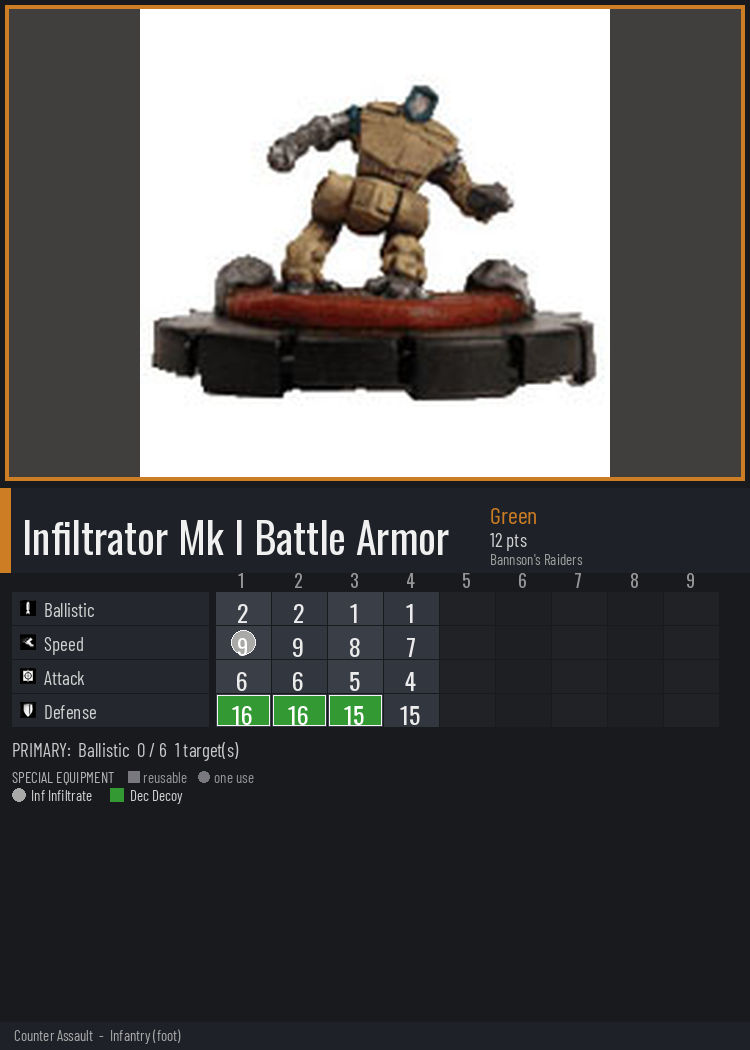 Infiltrator Mk I Battle Armor
Green
12 pts
Bannson's Raiders
1 2 3 4 5 6 7 8 9
Ballistic 2 2 1 1
Speed 9 9 8 7
Attack 6 6 5 4
Defense 16 16 15 15
PRIMARY: Ballistic 0 / 6 1 target(s)
SPECIAL EQUIPMENT reusable one use
Inf Infiltrate Dec Decoy
Counter Assault - Infantry (foot)